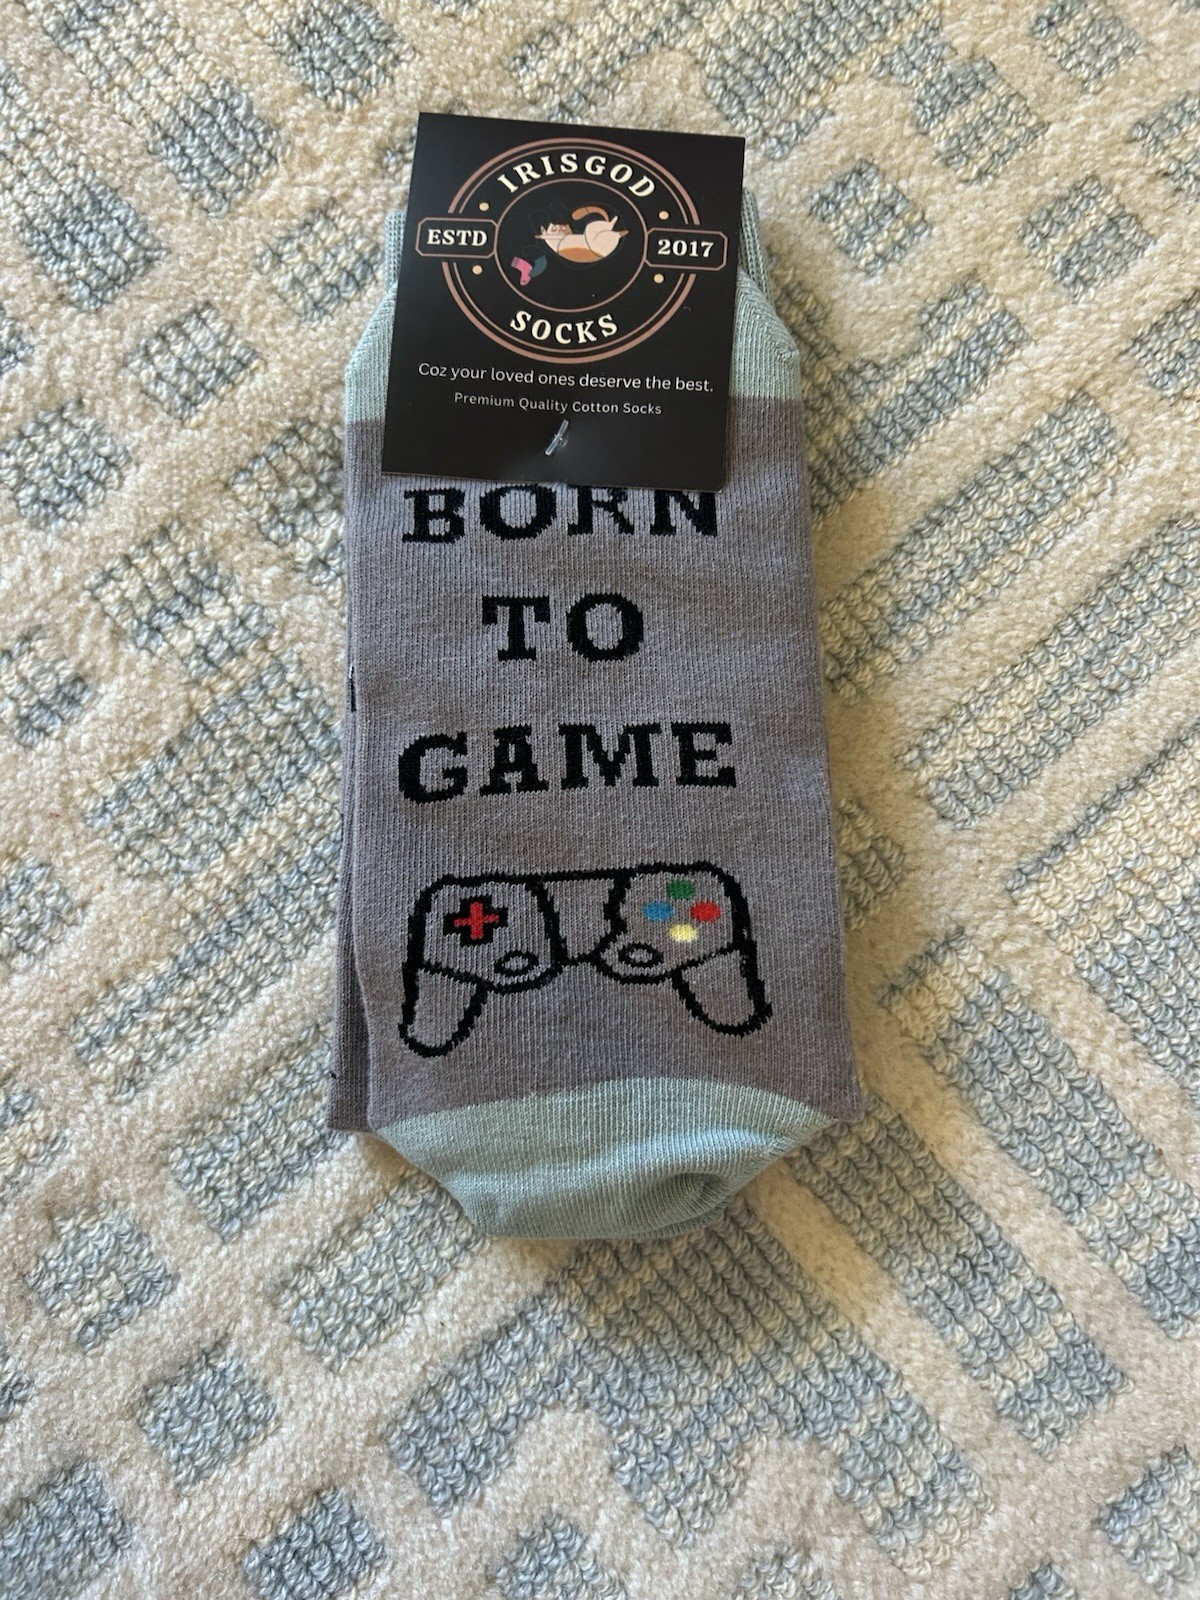 IRISGOD
ESTD
2017
SOCKS
Coz your loved ones deserve the best.
Premium Quality Cotton Socks
BORN
TO
GAME